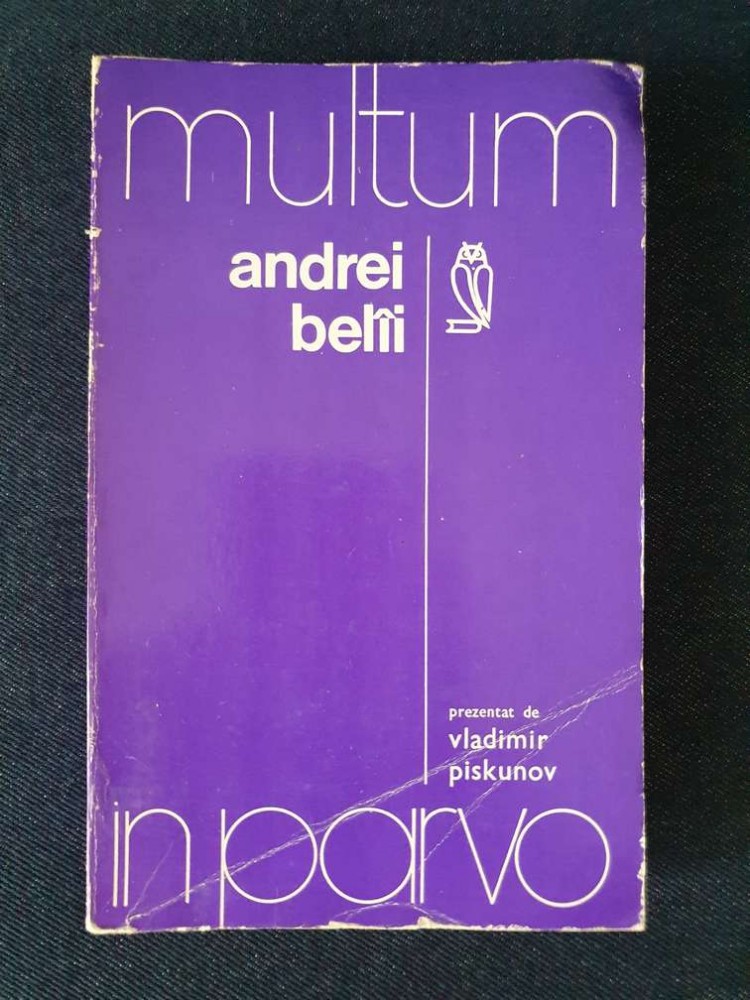 multum
andrei
belîi
prezentat de
vladimir
piskunov
in parvo